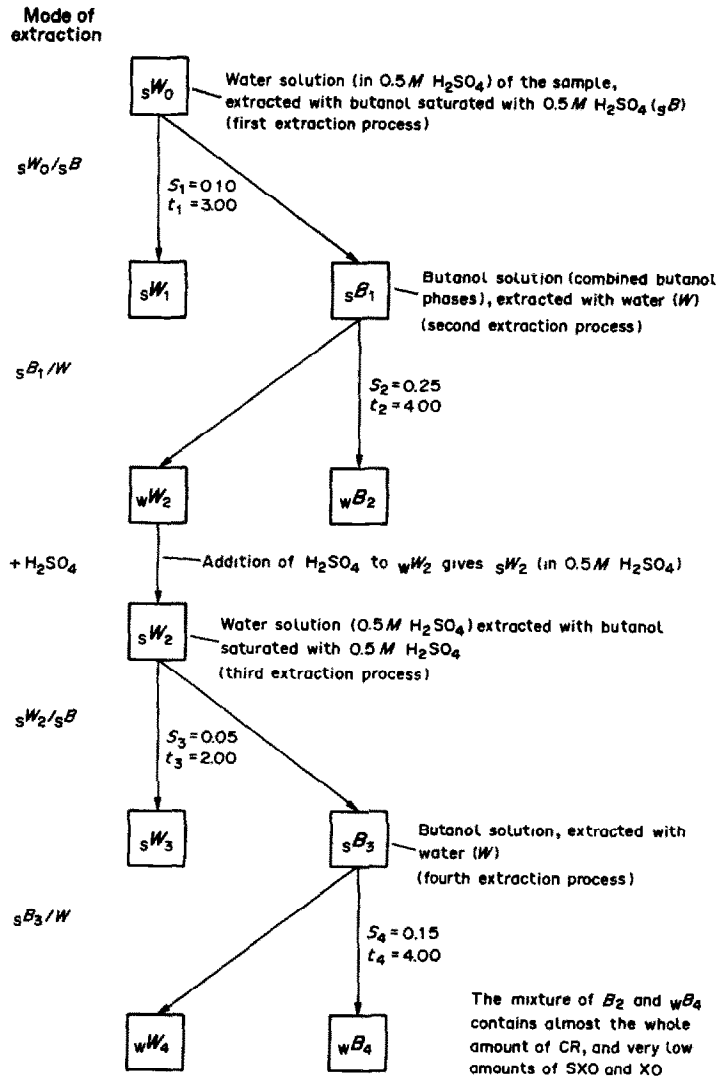 Mode of
extraction
sW0
Water solution (in 0.5M H2SO4) of the sample,
extracted with butanol saturated with 0.5M H2SO4 (sB)
(first extraction process)
sW0/sB
S1=0 10
t1=3.00
sW1
sB1
Butanol solution (combined butanol
phases), extracted with water (W)
(second extraction process)
sB1/W
S2=0.25
t2=4 00
wW2
wB2
+ H2SO4
Addition of H2SO4 to wW2 gives sW2 (in 0.5M H2SO4)
sW2
Water solution (0.5M H2SO4) extracted with butanol
saturated with 0.5M H2SO4
(third extraction process)
sW2/sB
S3=0.05
t3=2.00
sW3
sB3
Butanol solution, extracted with
water (W)
(fourth extraction process)
sB3/W
S4=0.15
t4=4.00
wW4
wB4
The mixture of B2 and wB4
contains almost the whole
amount of CR, and very low
amounts of SXO and XO